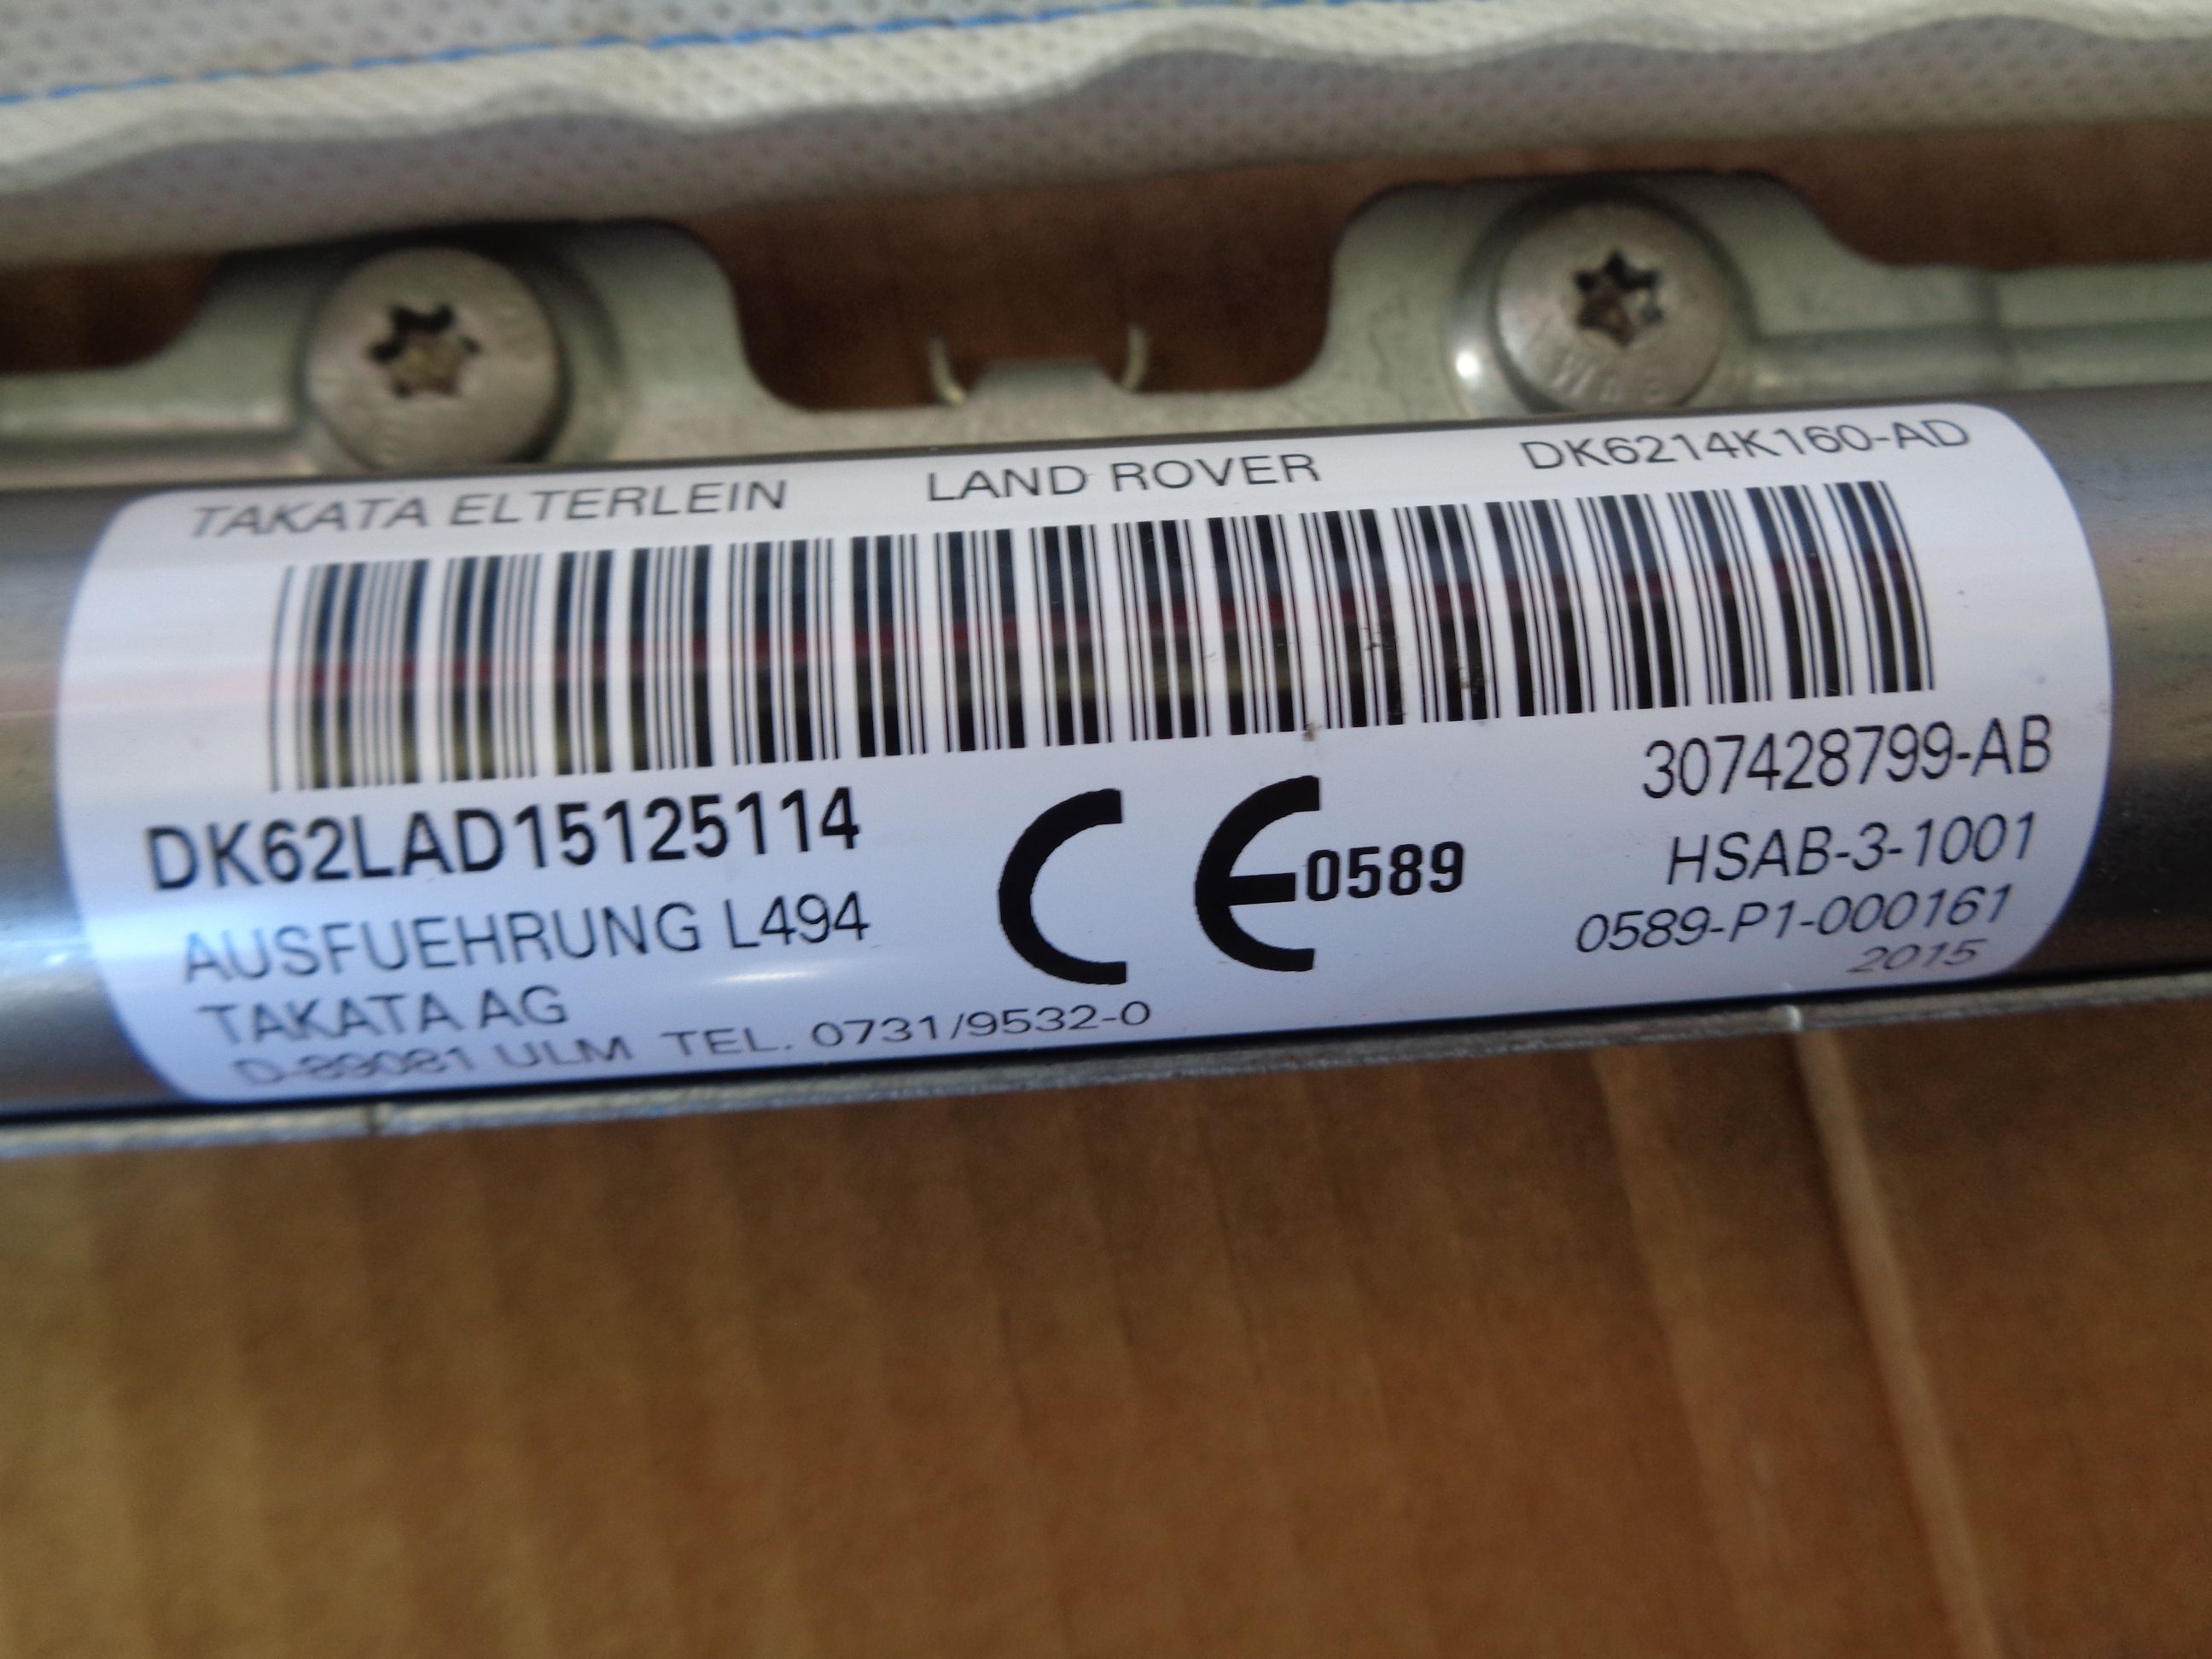 TAKATA ELTERLEIN LAND ROVER DK6214K160-AD
DK62LAD15125114
307428799-AB
AUSFUEHRUNG L494
CE 0589
HSAB-3-1001
TAKATA AG
0589-P1-000161
D-89081 ULM TEL. 0731/9532-0
2015